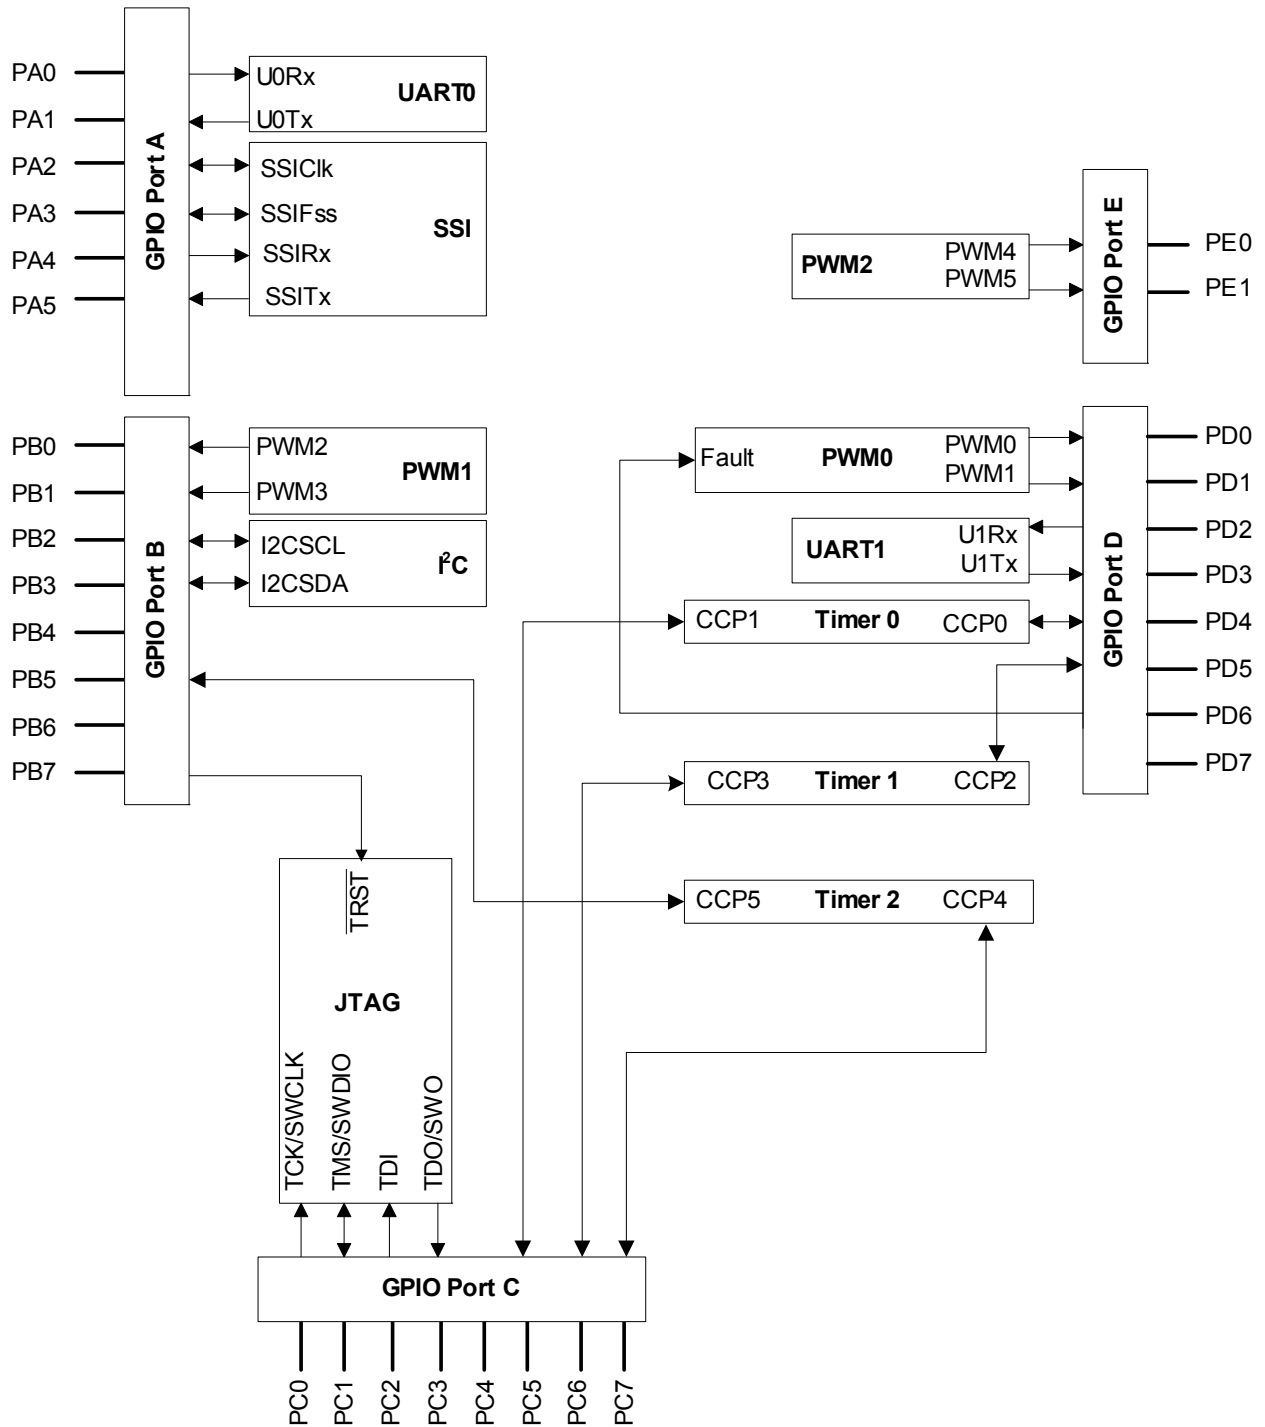 PA0
PA1
PA2
PA3
PA4
PA5
GPIO Port A
U0Rx
U0Tx
UART0
SSIClk
SSIFss
SSIRx
SSITx
SSI
PWM2
PWM4
PWM5
GPIO Port E
PE0
PE1
PB0
PB1
PB2
PB3
PB4
PB5
PB6
PB7
GPIO Port B
PWM2
PWM3
PWM1
I2CSCL
I2CSDA
I²C
Fault
PWM0
PWM0
PWM1
UART1
U1Rx
U1Tx
CCP1
Timer 0
CCP0
CCP3
Timer 1
CCP2
CCP5
Timer 2
CCP4
GPIO Port D
PD0
PD1
PD2
PD3
PD4
PD5
PD6
PD7
TRST
JTAG
TCK/SWCLK
TMS/SWDIO
TDI
TDO/SWO
GPIO Port C
PC0
PC1
PC2
PC3
PC4
PC5
PC6
PC7